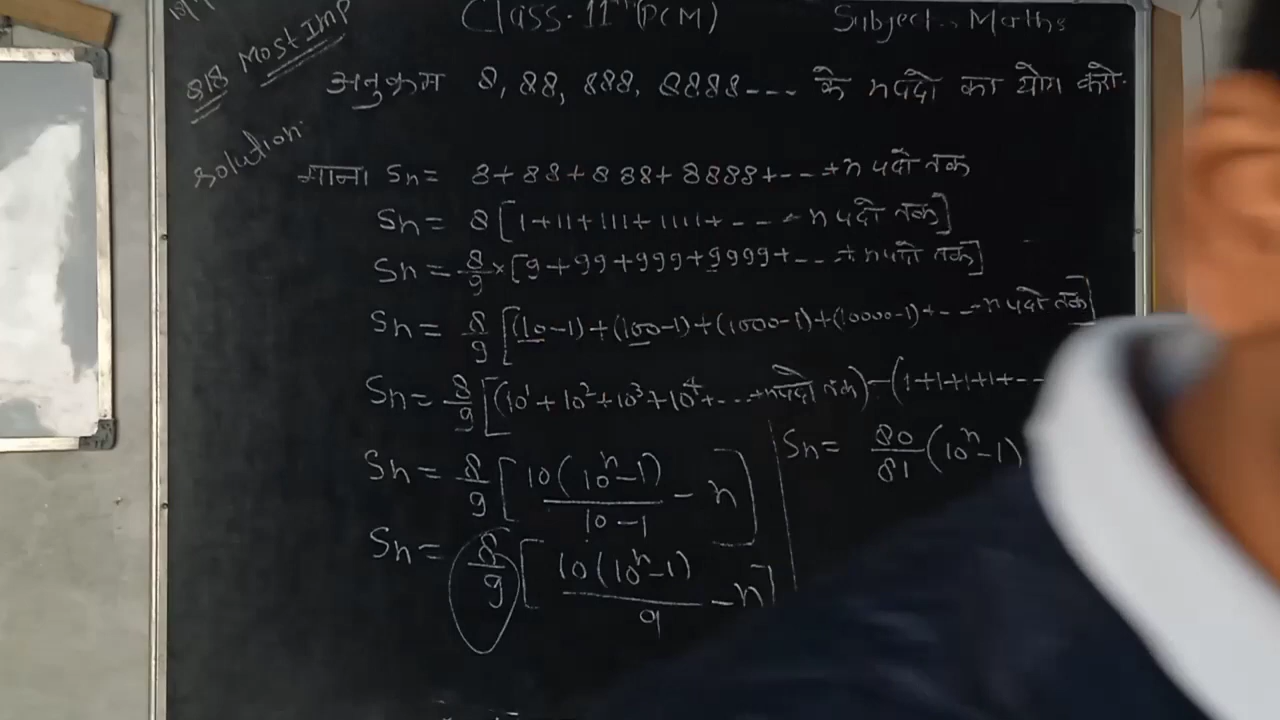 Class. 11th (PCM) Subject.. Maths
818 Most Imp
अनुक्रम 8, 88, 888, 8888--- के n पदो का योग करो.
Solution.
माना Sn = 8+88+888+8888+---+n पदो तक
Sn = 8[1+11+111+1111+--- + n पदो तक]
Sn = 8/9 × [9+99+999+9999+---+ n पदो तक]
Sn = 8/9 [(10-1)+(100-1)+(1000-1)+(10000-1)+--- n पदो तक]
Sn = 8/9 [(10¹+10²+10³+10⁴+...+n पदो तक) - (1+1+1+1+---
Sn = 8/9 [10(10ⁿ-1)/10-1 - n]
Sn = 8/9 [10(10ⁿ-1)/9 - n]
Sn = 80/81 (10ⁿ-1)